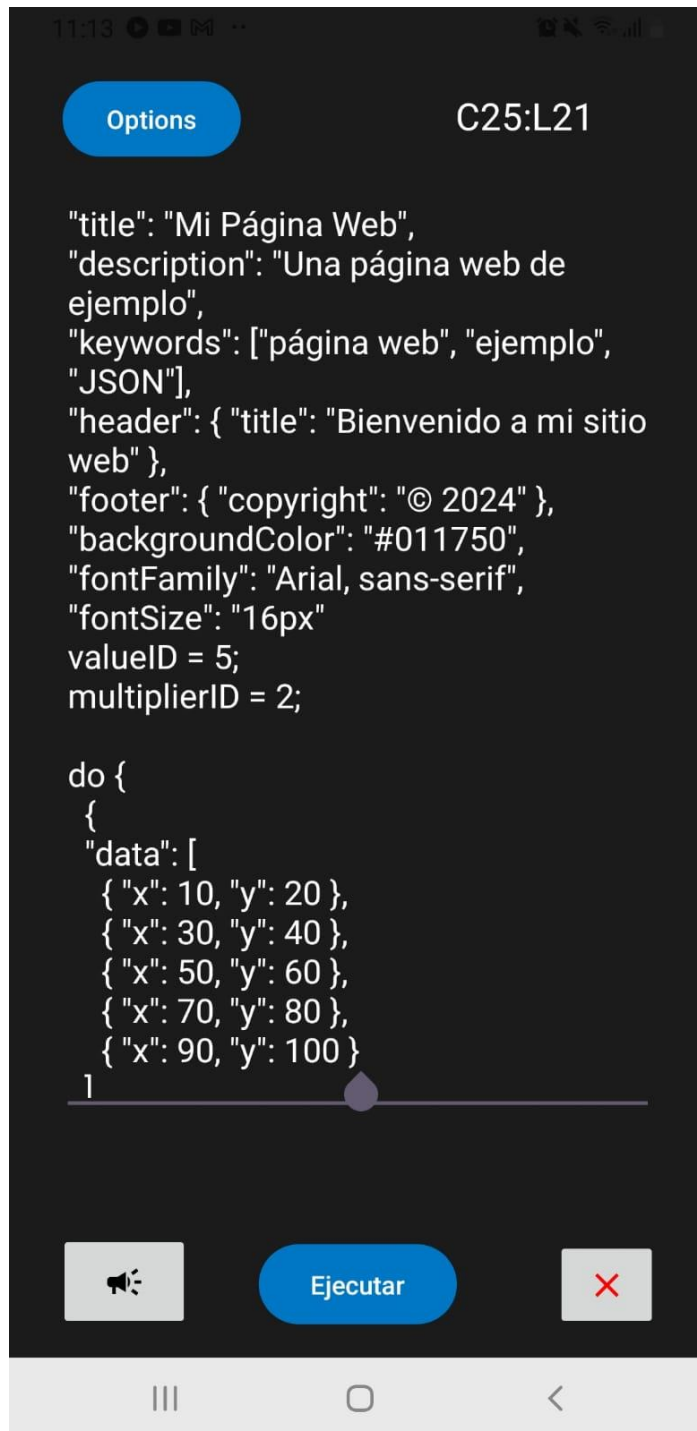 11:13
Options
C25:L21
"title": "Mi Página Web",
"description": "Una página web de
ejemplo",
"keywords": ["página web", "ejemplo",
"JSON"],
"header": { "title": "Bienvenido a mi sitio
web" },
"footer": { "copyright": "© 2024" },
"backgroundColor": "#011750",
"fontFamily": "Arial, sans-serif",
"fontSize": "16px"
valueID = 5;
multiplierID = 2;
do {
{
"data": [
{ "x": 10, "y": 20 },
{ "x": 30, "y": 40 },
{ "x": 50, "y": 60 },
{ "x": 70, "y": 80 },
{ "x": 90, "y": 100 }
]
Ejecutar